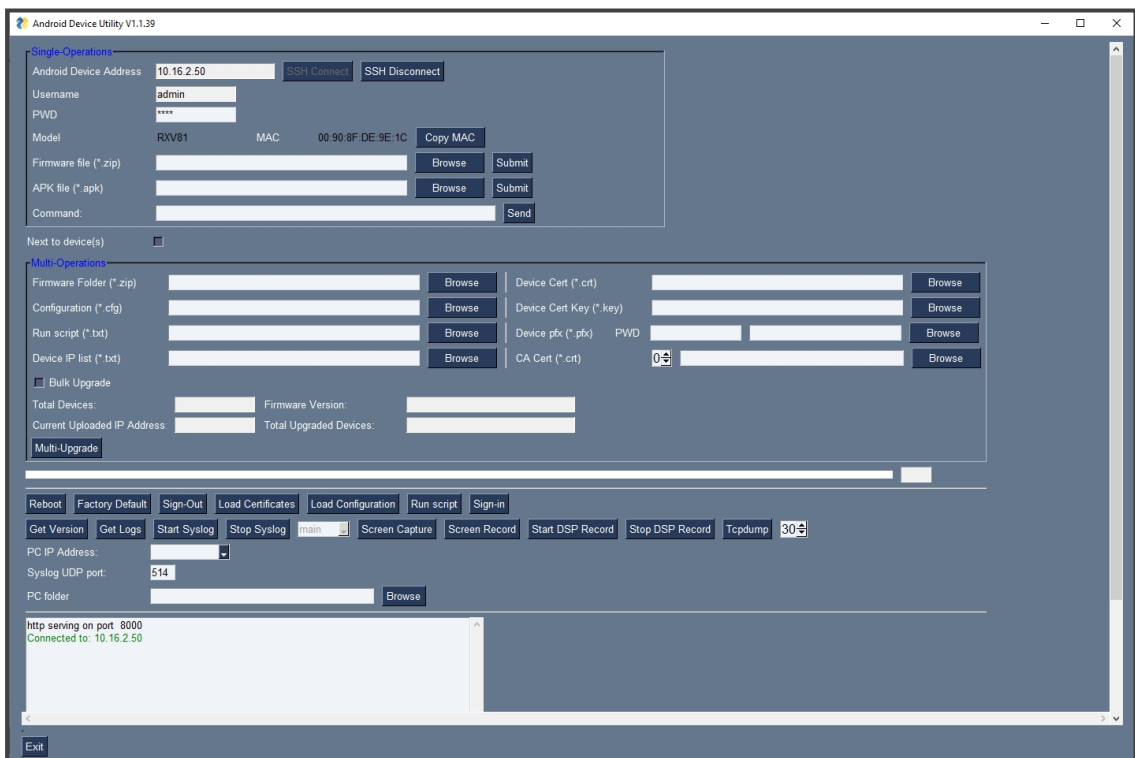 Android Device Utility V1.1.39
Single-Operations
Android Device Address 10.16.2.50 SSH Connect SSH Disconnect
Username admin
PWD ****
Model RXV81 MAC 00:90:8F:DE:9E:1C Copy MAC
Firmware file (*.zip) Browse Submit
APK file (*.apk) Browse Submit
Command: Send
Next to device(s)
Multi-Operations
Firmware Folder (*.zip) Browse Device Cert (*.crt) Browse
Configuration (*.cfg) Browse Device Cert Key (*.key) Browse
Run script (*.txt) Browse Device pfx (*.pfx) PWD Browse
Device IP list (*.txt) Browse CA Cert (*.crt) 0 Browse
Bulk Upgrade
Total Devices: Firmware Version:
Current Uploaded IP Address: Total Upgraded Devices:
Multi-Upgrade
Reboot Factory Default Sign-Out Load Certificates Load Configuration Run script Sign-in
Get Version Get Logs Start Syslog Stop Syslog main Screen Capture Screen Record Start DSP Record Stop DSP Record Tcpdump 30
PC IP Address:
Syslog UDP port: 514
PC folder Browse
http serving on port 8000
Connected to: 10.16.2.50
Exit